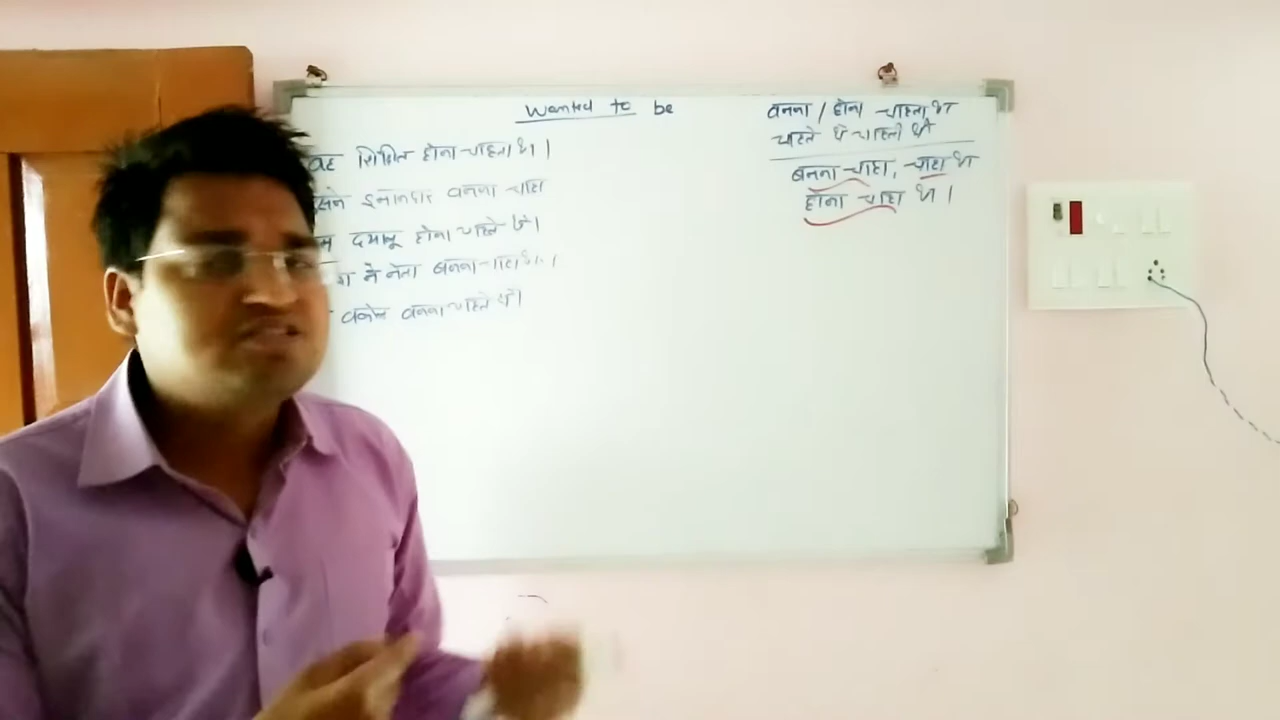 Wanted to be
बनना / होना चाहता था
चाहते थे चाहती थी
बनना चाहा, चाहा था
होना चाहा था।
वह शिक्षित होना चाहता था।
सने ईमानदार बनना चाहा
दयालू होना चाहते थे।
ने नेता बनना चाहा था।
वकील बनना चाहते थे।